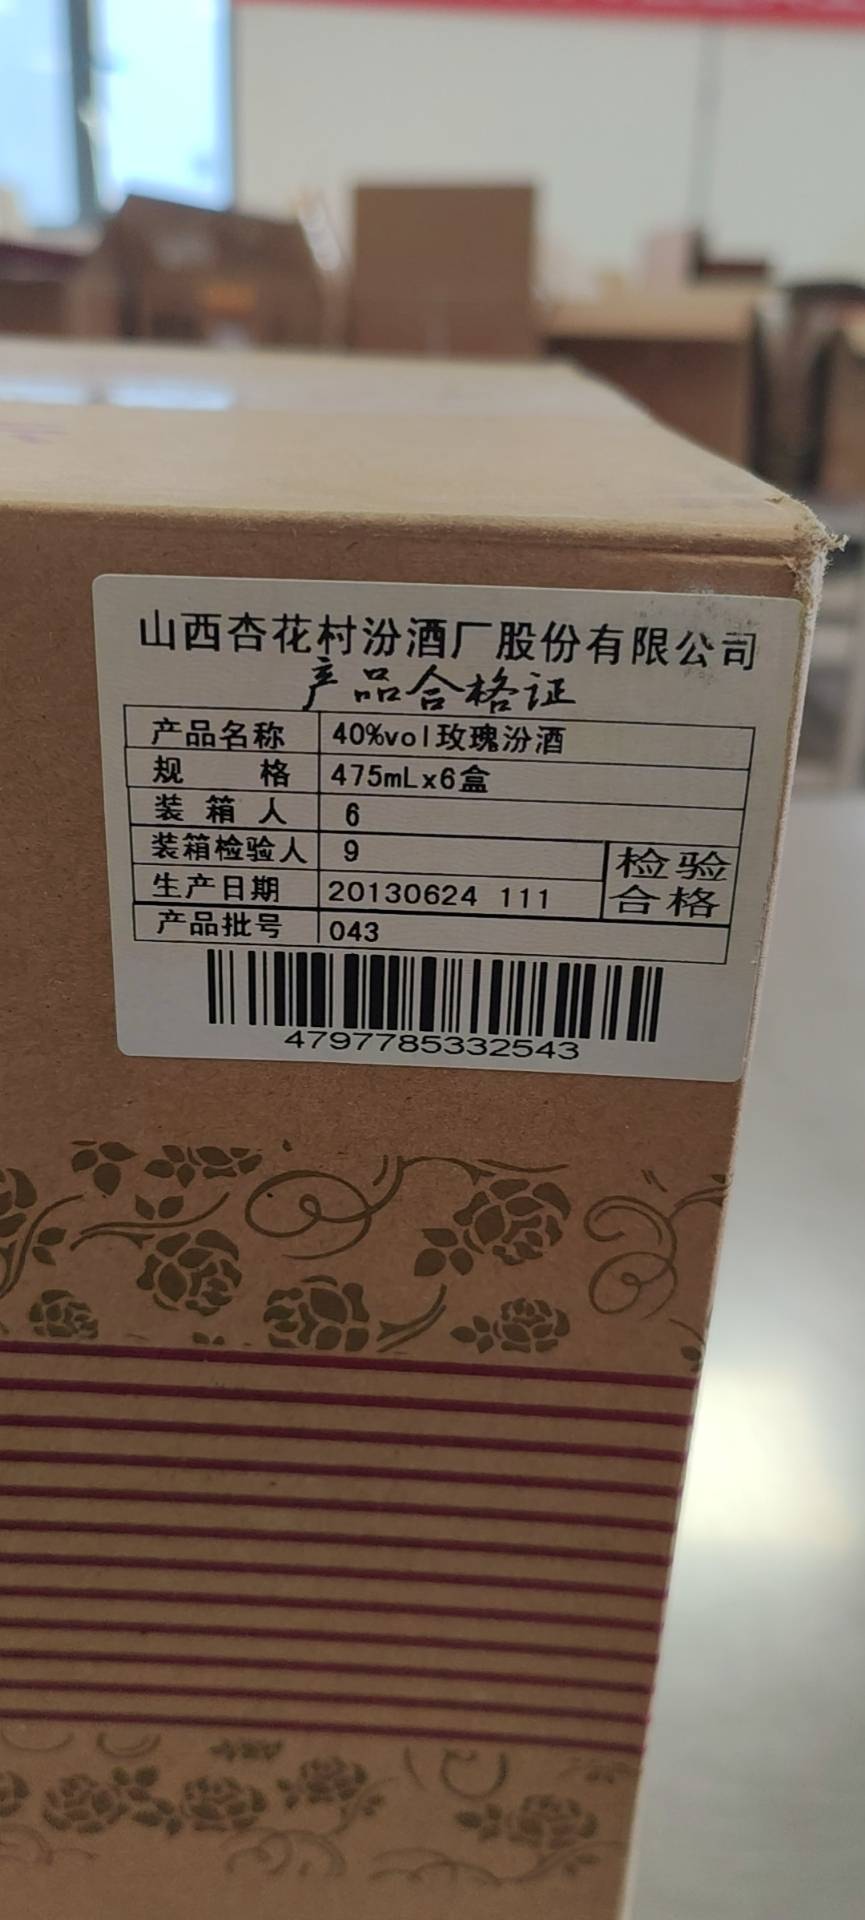 山西杏花村汾酒厂股份有限公司
产品合格证
产品名称 40%vol玫瑰汾酒
规 格 475mLx6盒
装箱人 6
装箱检验人 9
检验
合格
生产日期 20130624 111
产品批号 043
4797785332543